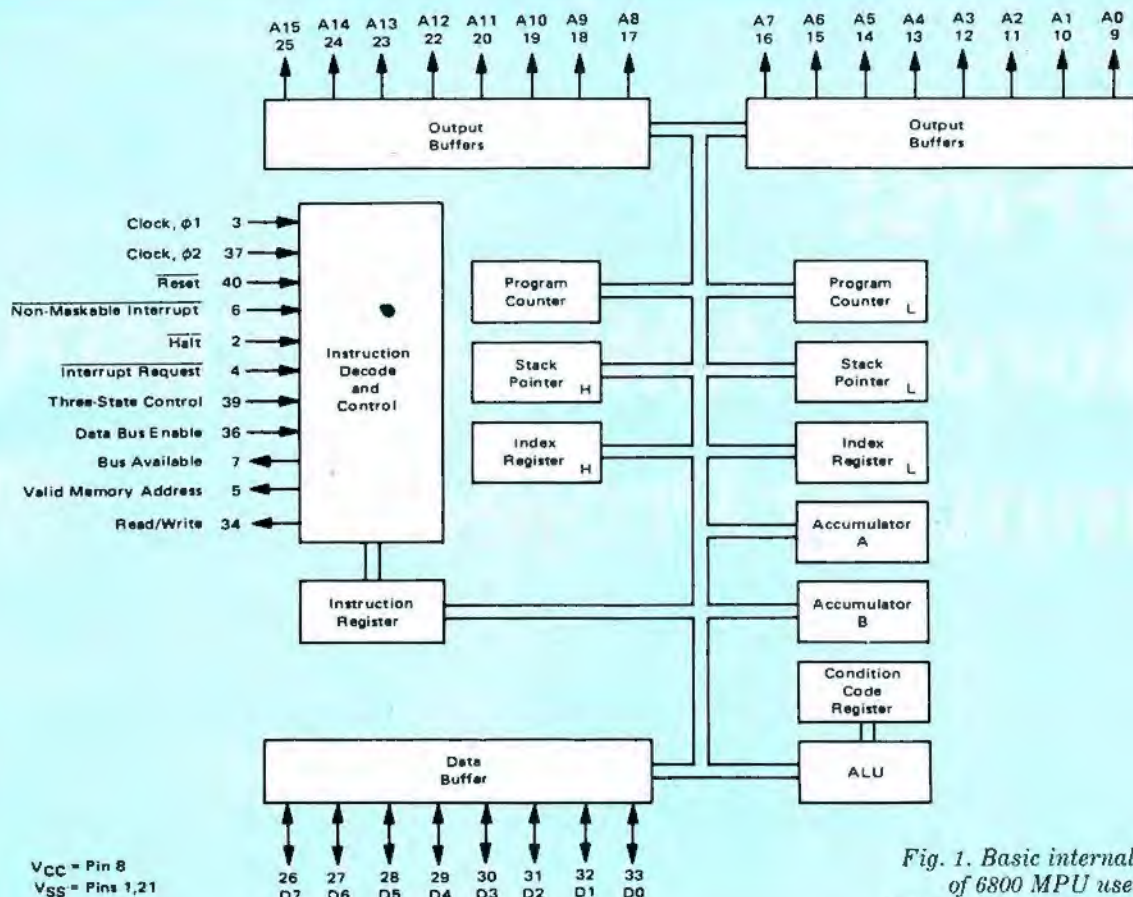 A15 A14 A13 A12 A11 A10 A9 A8 A7 A6 A5 A4 A3 A2 A1 A0
25 24 23 22 20 19 18 17 16 15 14 13 12 11 10 9
Output
Buffers
Output
Buffers
Clock, φ1 3
Clock, φ2 37
Reset 40
Non-Maskable Interrupt 6
Halt 2
Interrupt Request 4
Three-State Control 39
Data Bus Enable 36
Bus Available 7
Valid Memory Address 5
Read/Write 34
Instruction
Decode
and
Control
Program
Counter
Program
Counter L
Stack
Pointer H
Stack
Pointer L
Index
Register H
Index
Register L
Accumulator
A
Instruction
Register
Accumulator
B
Condition
Code
Register
Data
Buffer
ALU
26 27 28 29 30 31 32 33
D7 D6 D5 D4 D3 D2 D1 D0
VCC = Pin 8
VSS = Pins 1,21
Fig. 1. Basic internal
of 6800 MPU use